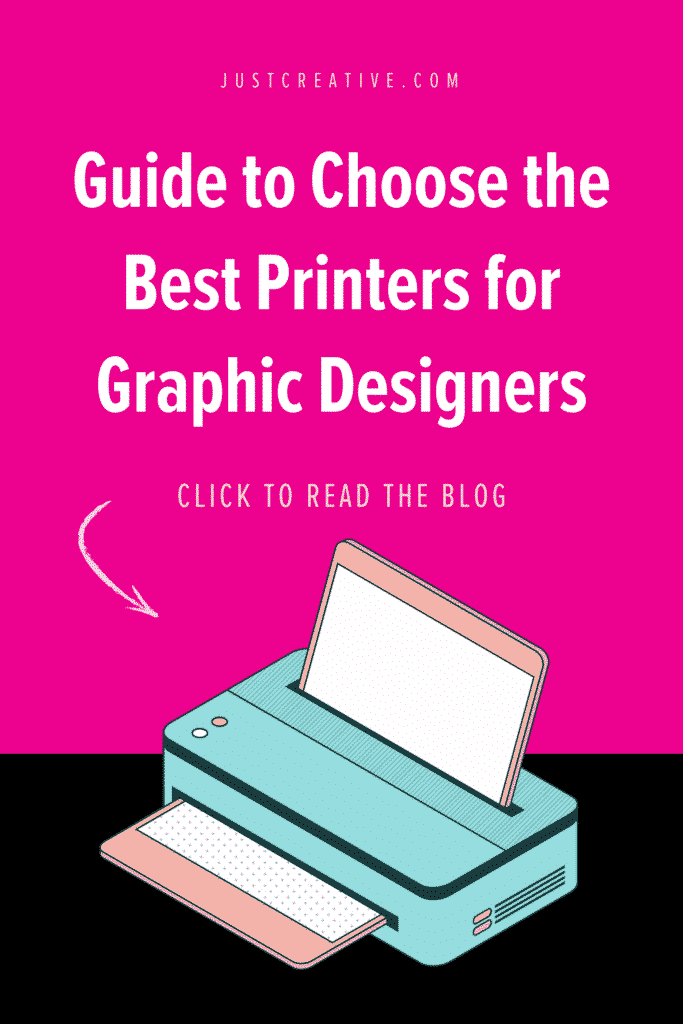 JUSTCREATIVE.COM
Guide to Choose the
Best Printers for
Graphic Designers
CLICK TO READ THE BLOG